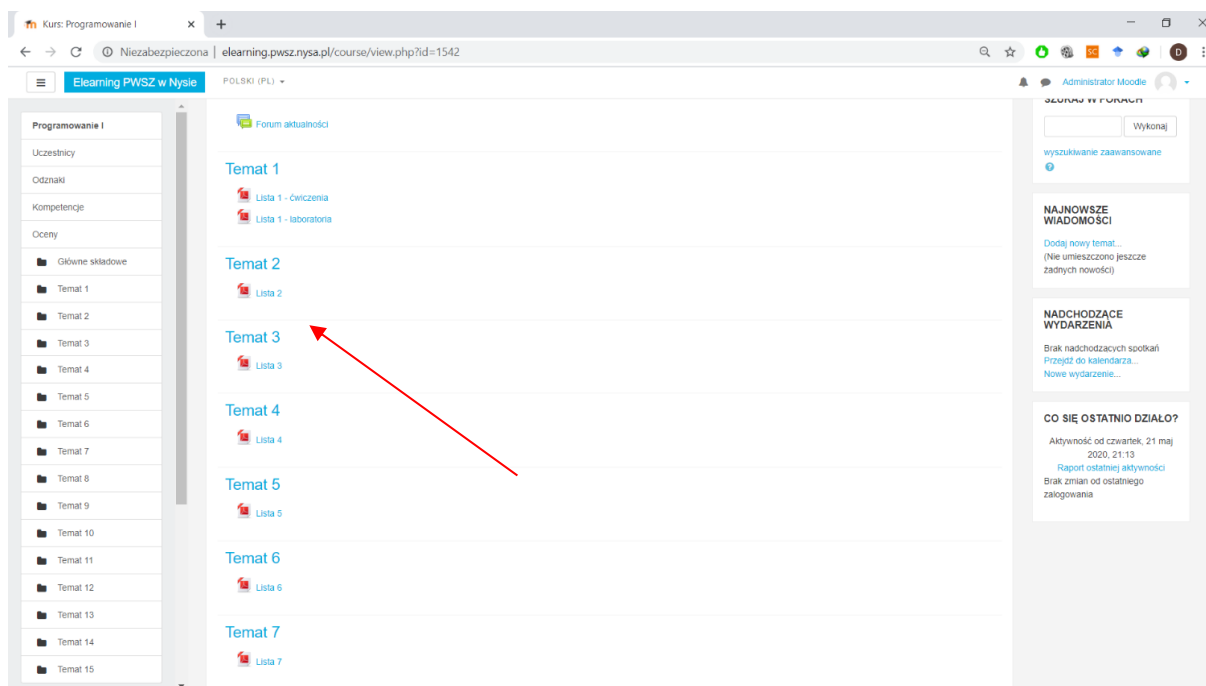 Kurs: Programowanie I
Niezabezpieczona | elearning.pwsz.nysa.pl/course/view.php?id=1542
SC
D
Elearning PWSZ w Nysie
POLSKI (PL)
Administrator Moodle
Programowanie I
Uczestnicy
Odznaki
Kompetencje
Oceny
Główne składowe
Temat 1
Temat 2
Temat 3
Temat 4
Temat 5
Temat 6
Temat 7
Temat 8
Temat 9
Temat 10
Temat 11
Temat 12
Temat 13
Temat 14
Temat 15
Forum aktualności
Temat 1
Lista 1 - ćwiczenia
Lista 1 - laboratoria
Temat 2
Lista 2
Temat 3
Lista 3
Temat 4
Lista 4
Temat 5
Lista 5
Temat 6
Lista 6
Temat 7
Lista 7
SZUKAJ W FORACH
Wykonaj
wyszukiwanie zaawansowane
NAJNOWSZE
WIADOMOŚCI
Dodaj nowy temat...
(Nie umieszczono jeszcze
żadnych nowości)
NADCHODZĄCE
WYDARZENIA
Brak nadchodzących spotkań
Przejdź do kalendarza...
Nowe wydarzenie...
CO SIĘ OSTATNIO DZIAŁO?
Aktywność od czwartek, 21 maj
2020, 21:13
Raport ostatniej aktywności
Brak zmian od ostatniego
zalogowania